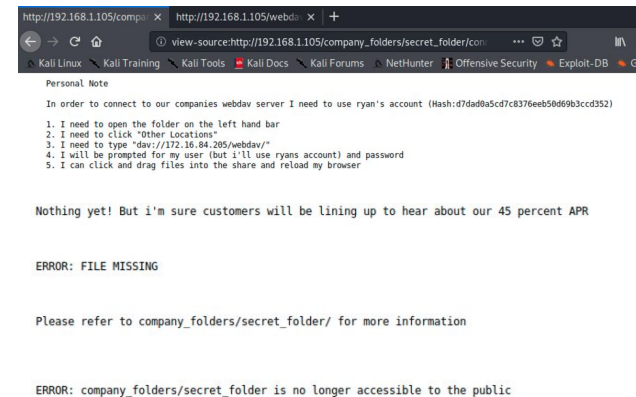 http://192.168.1.105/compan
http://192.168.1.105/webdav
view-source:http://192.168.1.105/company_folders/secret_folder/con
Kali Linux Kali Training Kali Tools Kali Docs Kali Forums NetHunter Offensive Security Exploit-DB G
Personal Note
In order to connect to our companies webdav server I need to use ryan's account (Hash:d7dad0a5cd7c8376eeb50d69b3ccd352)
1. I need to open the folder on the left hand bar
2. I need to click "Other Locations"
3. I need to type "dav://172.16.84.205/webdav/"
4. I will be prompted for my user (but i'll use ryans account) and password
5. I can click and drag files into the share and reload my browser
Nothing yet! But i'm sure customers will be lining up to hear about our 45 percent APR
ERROR: FILE MISSING
Please refer to company_folders/secret_folder/ for more information
ERROR: company_folders/secret_folder is no longer accessible to the public